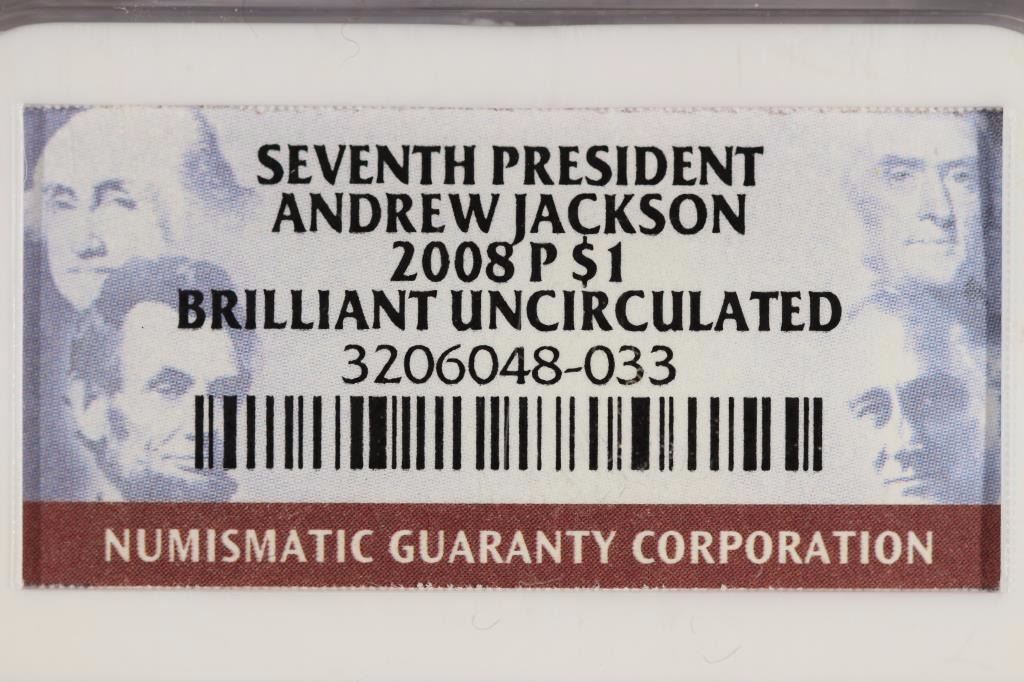 SEVENTH PRESIDENT
ANDREW JACKSON
2008 P $1
BRILLIANT UNCIRCULATED
3206048-033
NUMISMATIC GUARANTY CORPORATION